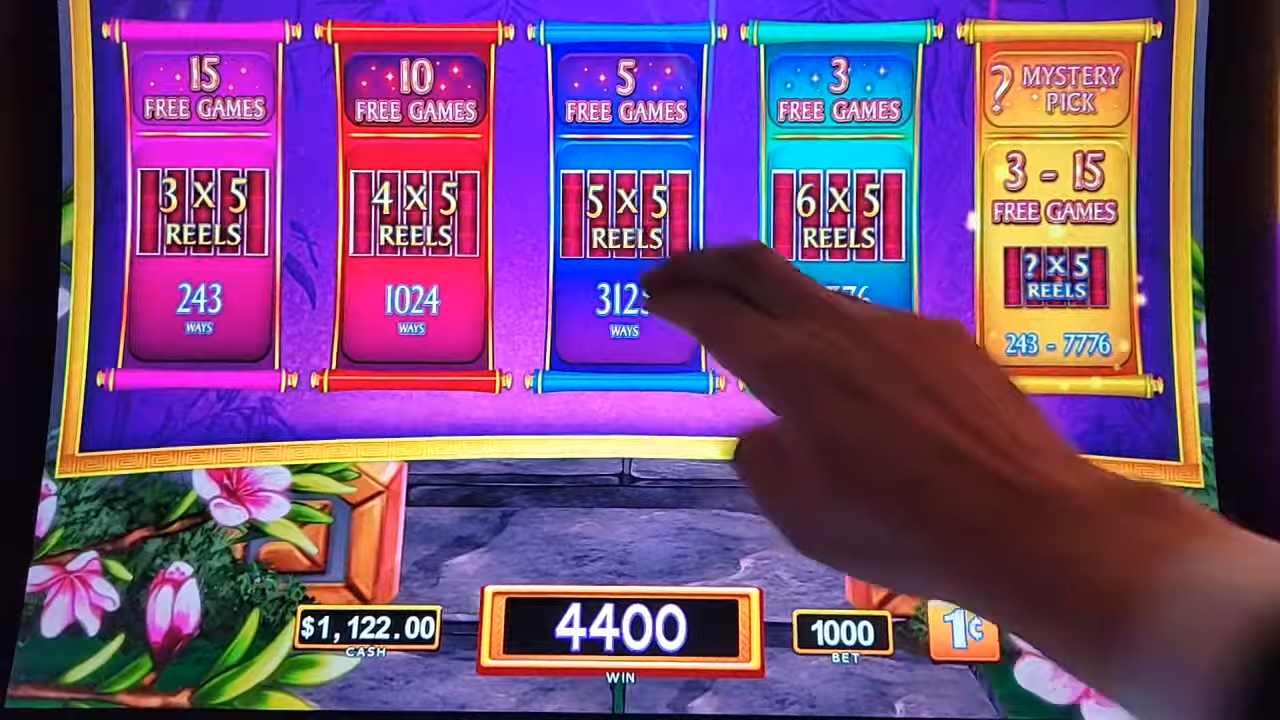 15
FREE GAMES
3 X 5
REELS
243
WAYS
10
FREE GAMES
4 X 5
REELS
1024
WAYS
5
FREE GAMES
5 X 5
REELS
312
WAYS
3
FREE GAMES
6 X 5
REELS
776
? MYSTERY
PICK
3 - 15
FREE GAMES
? X 5
REELS
243 - 7776
$1,122.00
CASH
4400
WIN
1000
BET
1¢